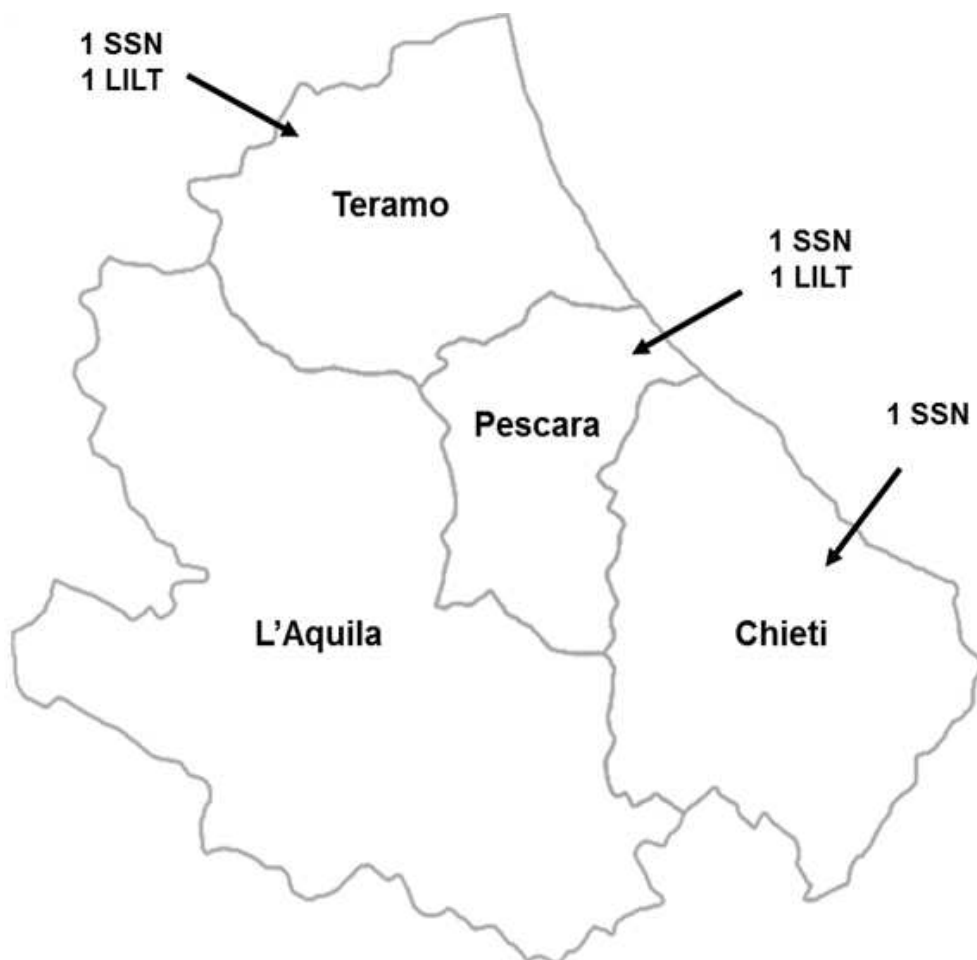 1 SSN
1 LILT
Teramo
1 SSN
1 LILT
Pescara
1 SSN
L'Aquila
Chieti